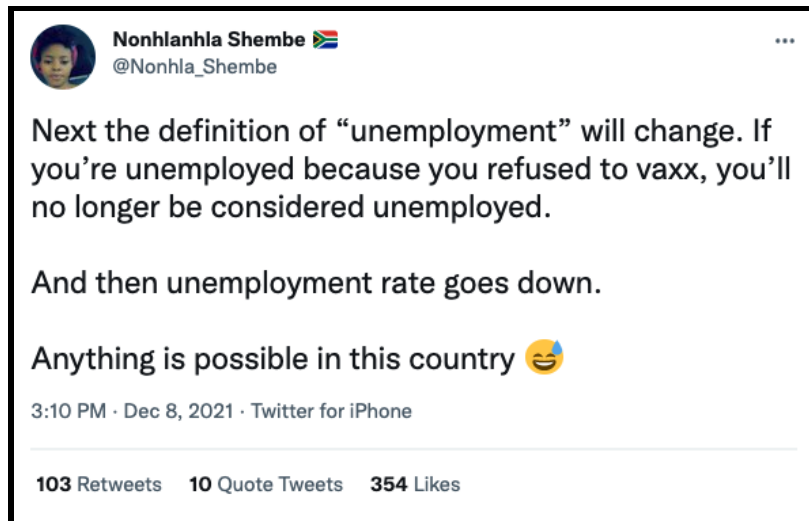 Nonhlanhla Shembe 🇿🇦
@Nonhla_Shembe
Next the definition of “unemployment” will change. If
you’re unemployed because you refused to vaxx, you’ll
no longer be considered unemployed.
And then unemployment rate goes down.
Anything is possible in this country 😅
3:10 PM · Dec 8, 2021 · Twitter for iPhone
103 Retweets 10 Quote Tweets 354 Likes